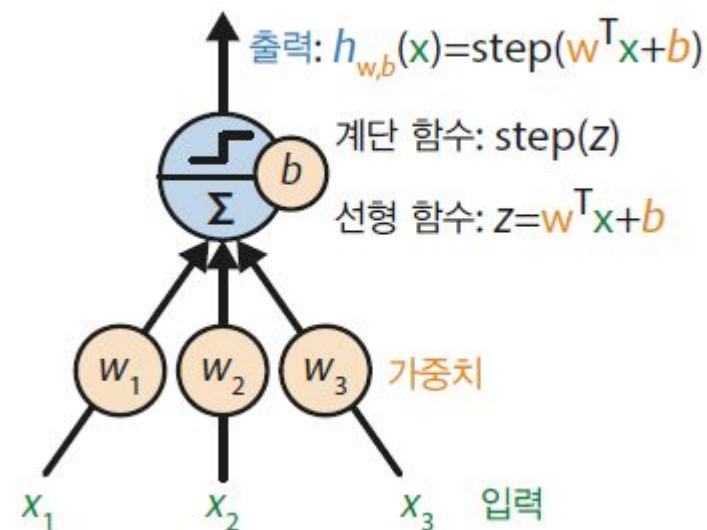 출력: h_w,b(x)=step(wᵀx+b)
계단 함수: step(z)
b
Σ
선형 함수: z=wᵀx+b
w₁ w₂ w₃ 가중치
x₁ x₂ x₃ 입력